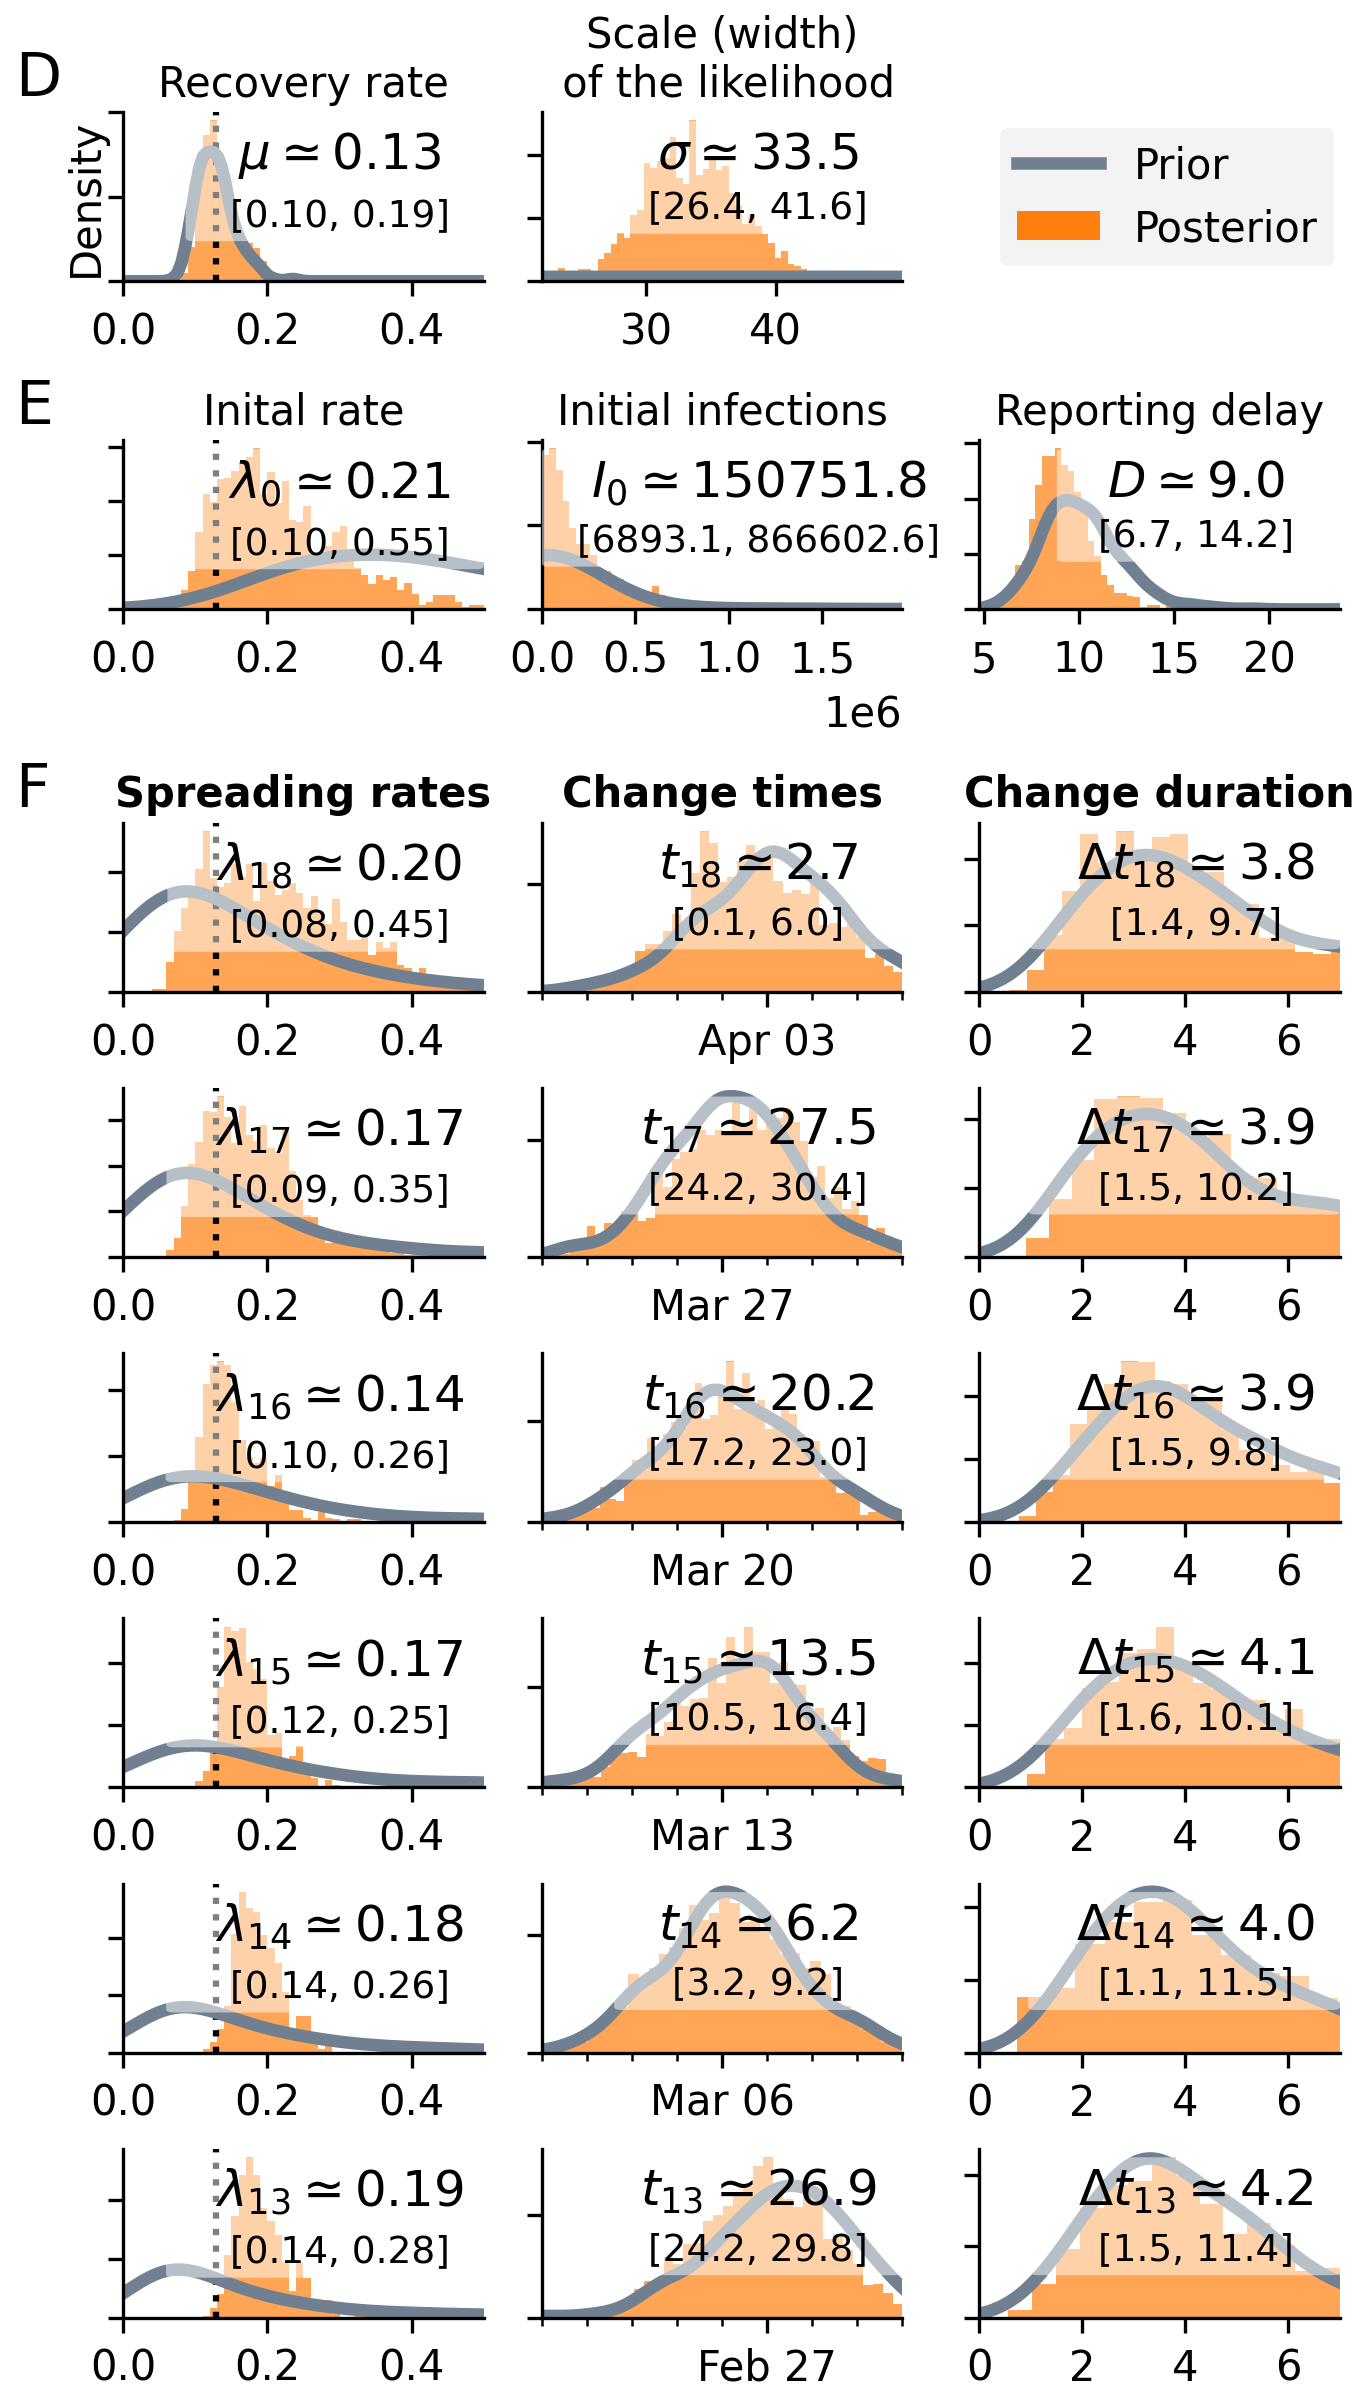 D
Recovery rate
Scale (width)
of the likelihood
Density
μ ≃ 0.13
[0.10, 0.19]
σ ≃ 33.5
[26.4, 41.6]
Prior
Posterior
0.0 0.2 0.4
30 40
E
Inital rate
Initial infections
Reporting delay
λ0 ≃ 0.21
[0.10, 0.55]
I0 ≃ 150751.8
[6893.1, 866602.6]
D ≃ 9.0
[6.7, 14.2]
0.0 0.2 0.4
0.0 0.5 1.0 1.5
1e6
5 10 15 20
F
Spreading rates
Change times
Change duration
λ18 ≃ 0.20
[0.08, 0.45]
t18 ≃ 2.7
[0.1, 6.0]
Δt18 ≃ 3.8
[1.4, 9.7]
0.0 0.2 0.4
Apr 03
0 2 4 6
λ17 ≃ 0.17
[0.09, 0.35]
t17 ≃ 27.5
[24.2, 30.4]
Δt17 ≃ 3.9
[1.5, 10.2]
0.0 0.2 0.4
Mar 27
0 2 4 6
λ16 ≃ 0.14
[0.10, 0.26]
t16 ≃ 20.2
[17.2, 23.0]
Δt16 ≃ 3.9
[1.5, 9.8]
0.0 0.2 0.4
Mar 20
0 2 4 6
λ15 ≃ 0.17
[0.12, 0.25]
t15 ≃ 13.5
[10.5, 16.4]
Δt15 ≃ 4.1
[1.6, 10.1]
0.0 0.2 0.4
Mar 13
0 2 4 6
λ14 ≃ 0.18
[0.14, 0.26]
t14 ≃ 6.2
[3.2, 9.2]
Δt14 ≃ 4.0
[1.1, 11.5]
0.0 0.2 0.4
Mar 06
0 2 4 6
λ13 ≃ 0.19
[0.14, 0.28]
t13 ≃ 26.9
[24.2, 29.8]
Δt13 ≃ 4.2
[1.5, 11.4]
0.0 0.2 0.4
Feb 27
0 2 4 6